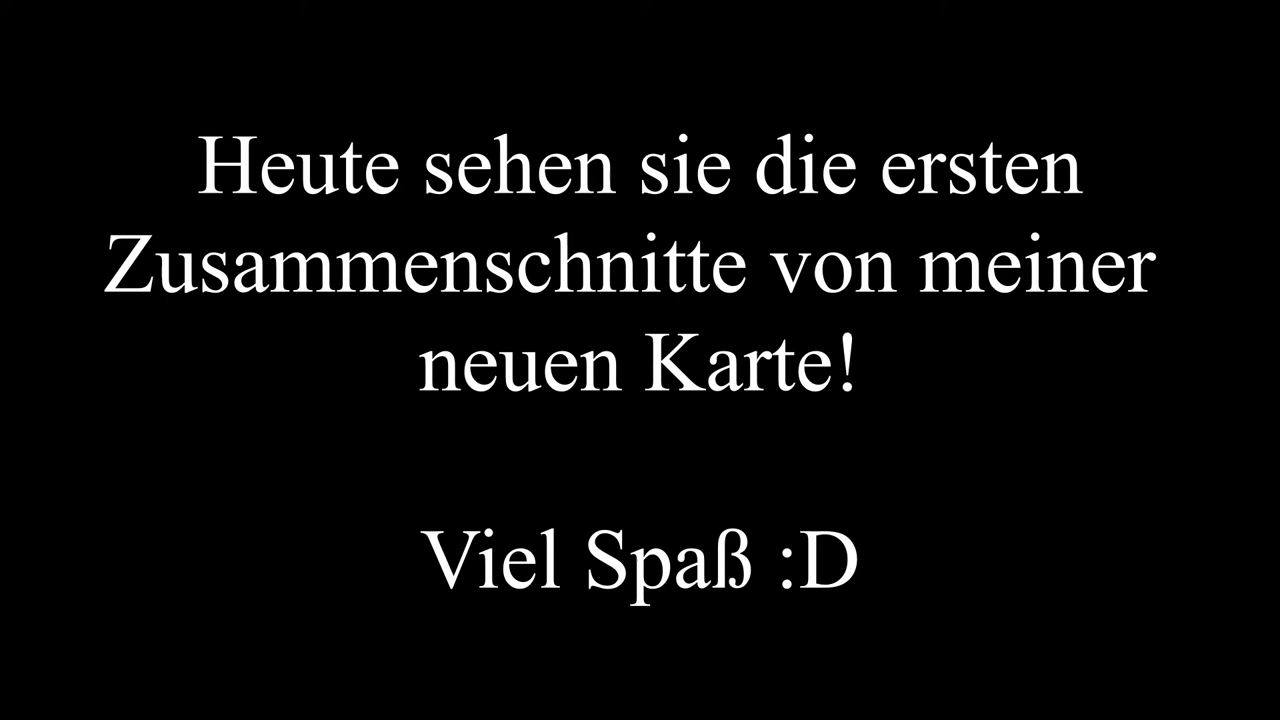 Heute sehen sie die ersten
Zusammenschnitte von meiner
neuen Karte!
Viel Spaß :D